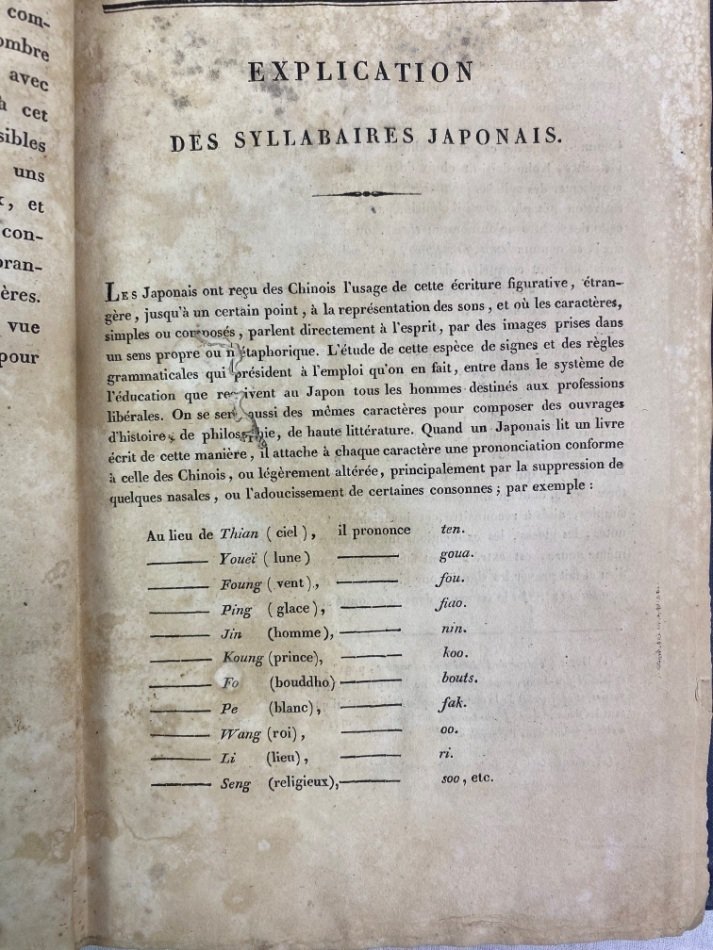 com-
ombre
avec
à cet
sibles
uns
, et
con-
oran-
ères.
vue
pour
EXPLICATION
DES SYLLABAIRES JAPONAIS.
LES Japonais ont reçu des Chinois l'usage de cette écriture figurative, étran-
gère, jusqu'à un certain point, à la représentation des sons, et où les caractères,
simples ou composés, parlent directement à l'esprit, par des images prises dans
un sens propre ou métaphorique. L'étude de cette espèce de signes et des règles
grammaticales qui président à l'emploi qu'on en fait, entre dans le système de
l'éducation que reçoivent au Japon tous les hommes destinés aux professions
libérales. On se sert aussi des mêmes caractères pour composer des ouvrages
d'histoire, de philosophie, de haute littérature. Quand un Japonais lit un livre
écrit de cette manière, il attache à chaque caractère une prononciation conforme
à celle des Chinois, ou légèrement altérée, principalement par la suppression de
quelques nasales, ou l'adoucissement de certaines consonnes; par exemple :
Au lieu de Thian (ciel), il prononce ten.
——— Youeï (lune) ——— goua.
——— Foung (vent), ——— fou.
——— Ping (glace), ——— fiao.
——— Jin (homme), ——— nin.
——— Koung (prince), ——— koo.
——— Fo (bouddho) ——— bouts.
——— Pe (blanc), ——— fak.
——— Wang (roi), ——— oo.
——— Li (lieu), ——— ri.
——— Seng (religieux), ——— soo, etc.